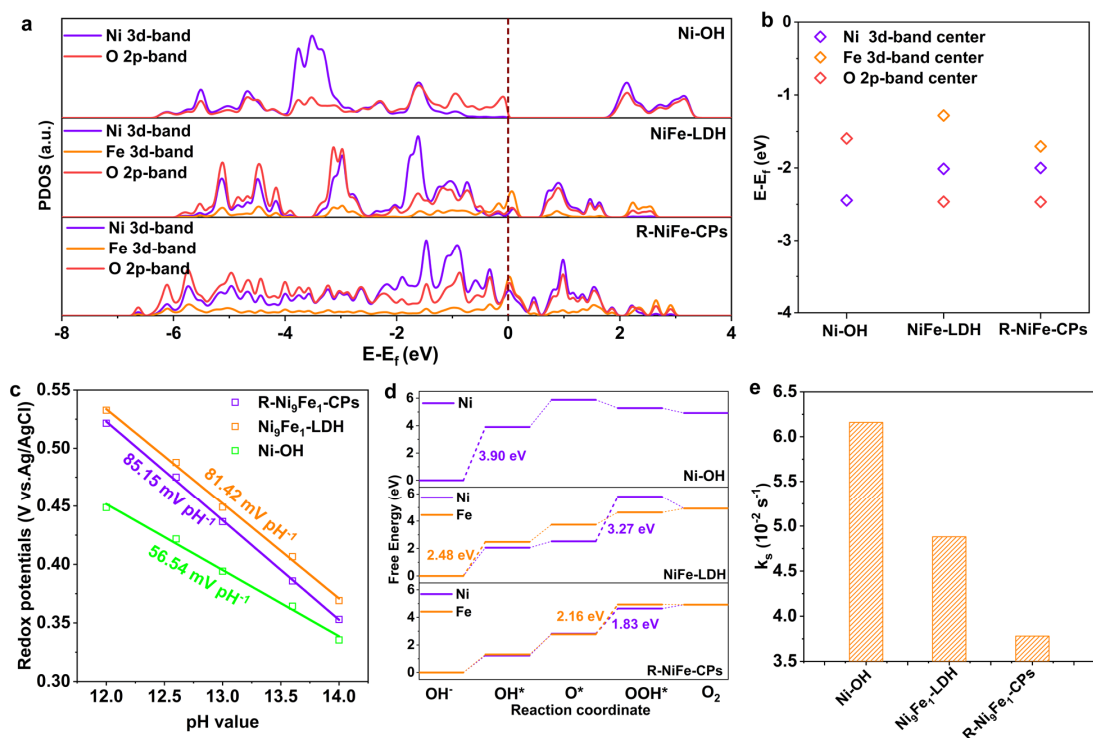 a
Ni 3d-band
O 2p-band
Ni-OH
Ni 3d-band
Fe 3d-band
O 2p-band
NiFe-LDH
Ni 3d-band
Fe 3d-band
O 2p-band
R-NiFe-CPs
PDOS (a.u.)
-8 -6 -4 -2 0 2 4
E-E_f (eV)
b
Ni 3d-band center
Fe 3d-band center
O 2p-band center
E-E_f (eV)
-1
-2
-3
-4
Ni-OH NiFe-LDH R-NiFe-CPs
c
R-Ni₉Fe₁-CPs
Ni₉Fe₁-LDH
Ni-OH
81.42 mV pH⁻¹
85.15 mV pH⁻¹
56.54 mV pH⁻¹
Redox potentials (V vs.Ag/AgCl)
0.55
0.50
0.45
0.40
0.35
0.30
12.0 12.5 13.0 13.5 14.0
pH value
d
Free Energy (eV)
6
4
2
0
Ni
3.90 eV
Ni-OH
6
4
2
0
Ni
Fe
2.48 eV
3.27 eV
NiFe-LDH
6
4
2
0
Ni
Fe
2.16 eV
1.83 eV
R-NiFe-CPs
OH⁻ OH* O* OOH* O₂
Reaction coordinate
e
kₛ (10⁻² s⁻¹)
6.5
6.0
5.5
5.0
4.5
4.0
3.5
Ni-OH
Ni₉Fe₁-LDH
R-Ni₉Fe₁-CPs